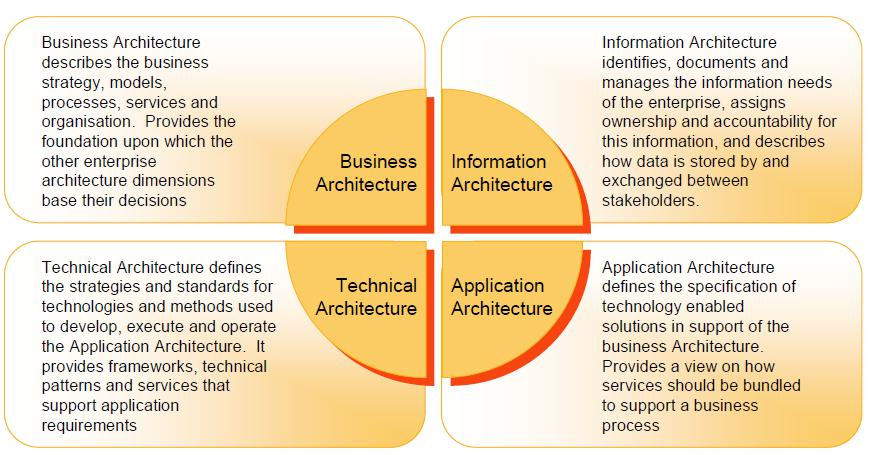 Business Architecture
describes the business
strategy, models,
processes, services and
organisation.  Provides the
foundation upon which the
other enterprise
architecture dimensions
base their decisions
Information Architecture
identifies, documents and
manages the information needs
of the enterprise, assigns
ownership and accountability for
this information, and describes
how data is stored by and
exchanged between
stakeholders.
Business
Architecture
Information
Architecture
Technical
Architecture
Application
Architecture
Technical Architecture defines
the strategies and standards for
technologies and methods used
to develop, execute and operate
the Application Architecture.  It
provides frameworks, technical
patterns and services that
support application
requirements
Application Architecture
defines the specification of
technology enabled
solutions in support of the
business Architecture.
Provides a view on how
services should be bundled
to support a business
process